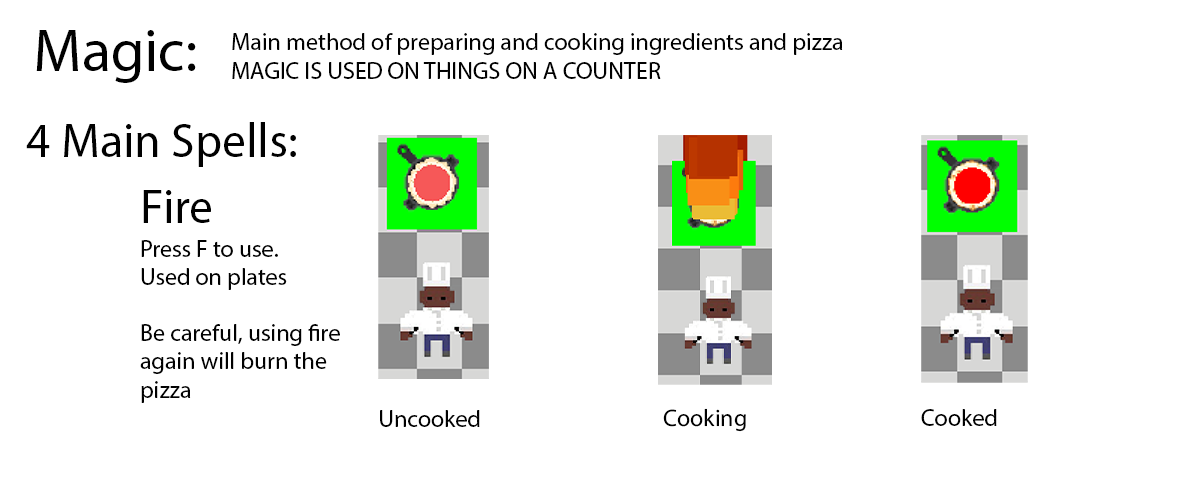 Magic:
Main method of preparing and cooking ingredients and pizza
MAGIC IS USED ON THINGS ON A COUNTER
4 Main Spells:
Fire
Press F to use.
Used on plates
Be careful, using fire
again will burn the
pizza
Uncooked
Cooking
Cooked